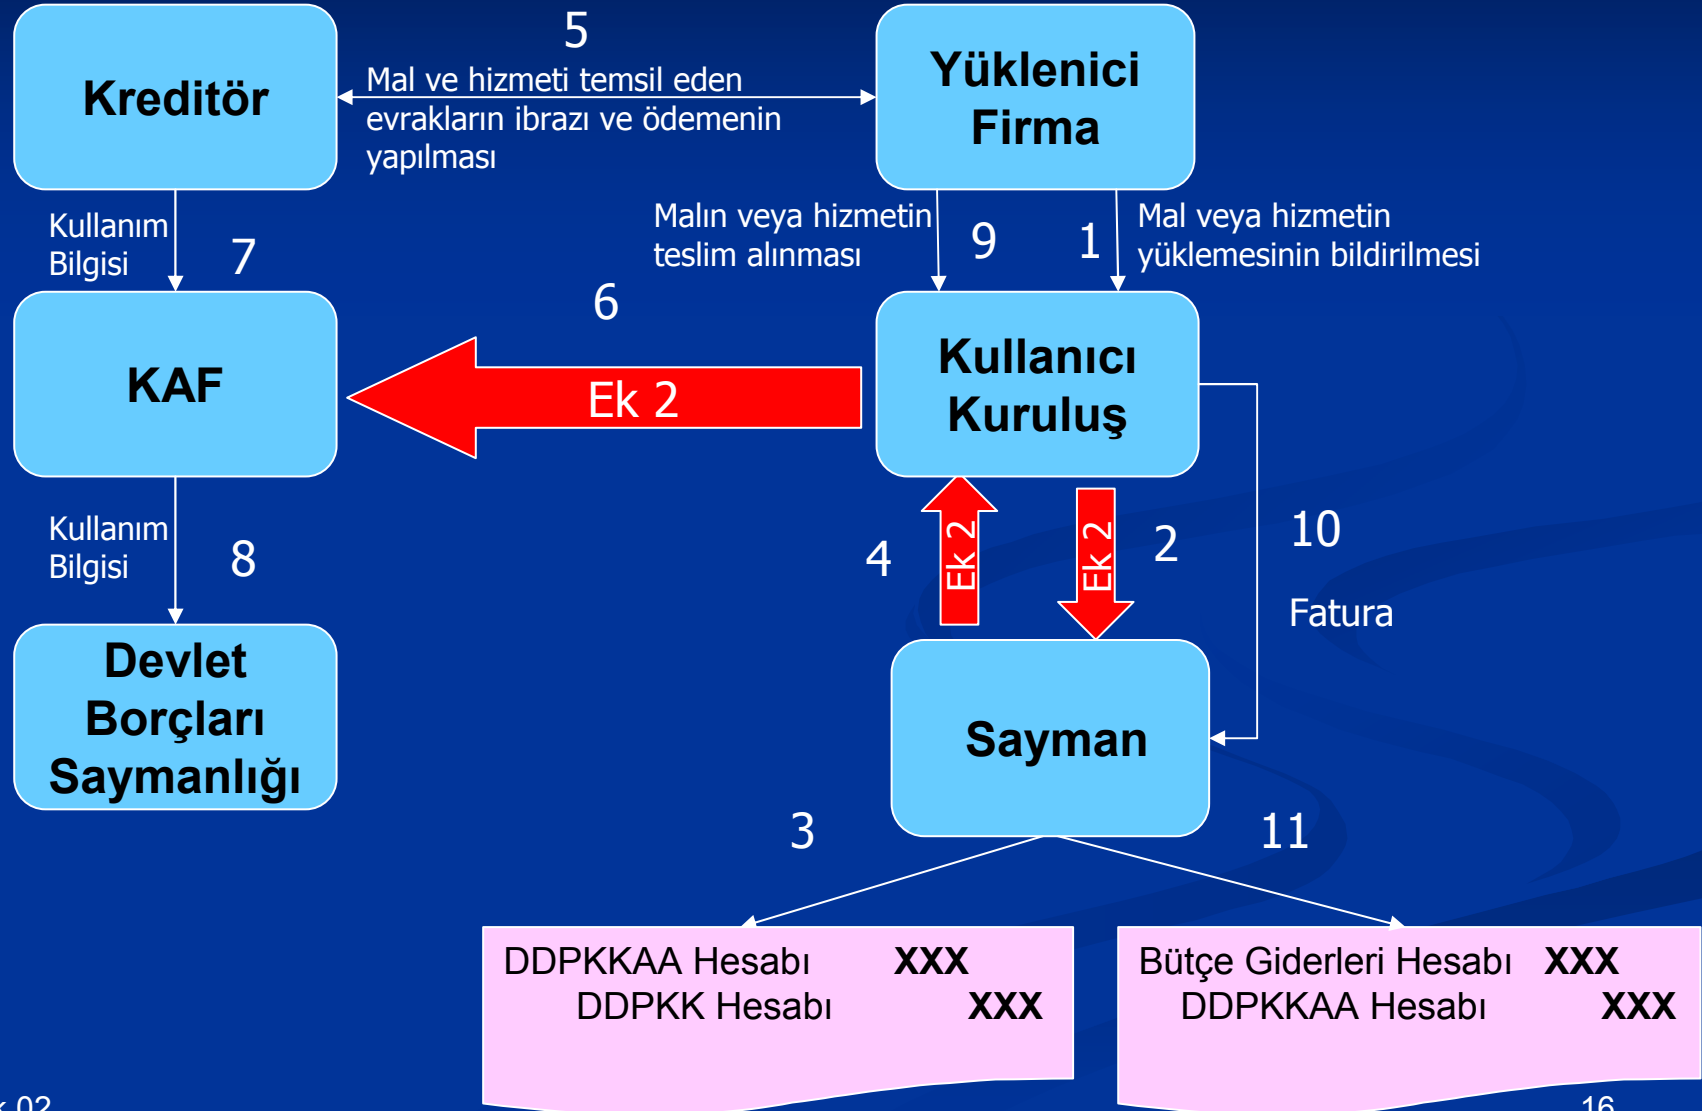 5
Kreditör
Mal ve hizmeti temsil eden
evrakların ibrazı ve ödemenin
yapılması
Yüklenici
Firma
Kullanım
Bilgisi
7
Malın veya hizmetin
teslim alınması
9
1
Mal veya hizmetin
yüklemesinin bildirilmesi
6
KAF
Ek 2
Kullanıcı
Kuruluş
Kullanım
Bilgisi
8
4
Ek 2
Ek 2
2
10
Fatura
Devlet
Borçları
Saymanlığı
Sayman
3
11
DDPKKAA Hesabı XXX
DDPKK Hesabı XXX
Bütçe Giderleri Hesabı XXX
DDPKKAA Hesabı XXX
02
16